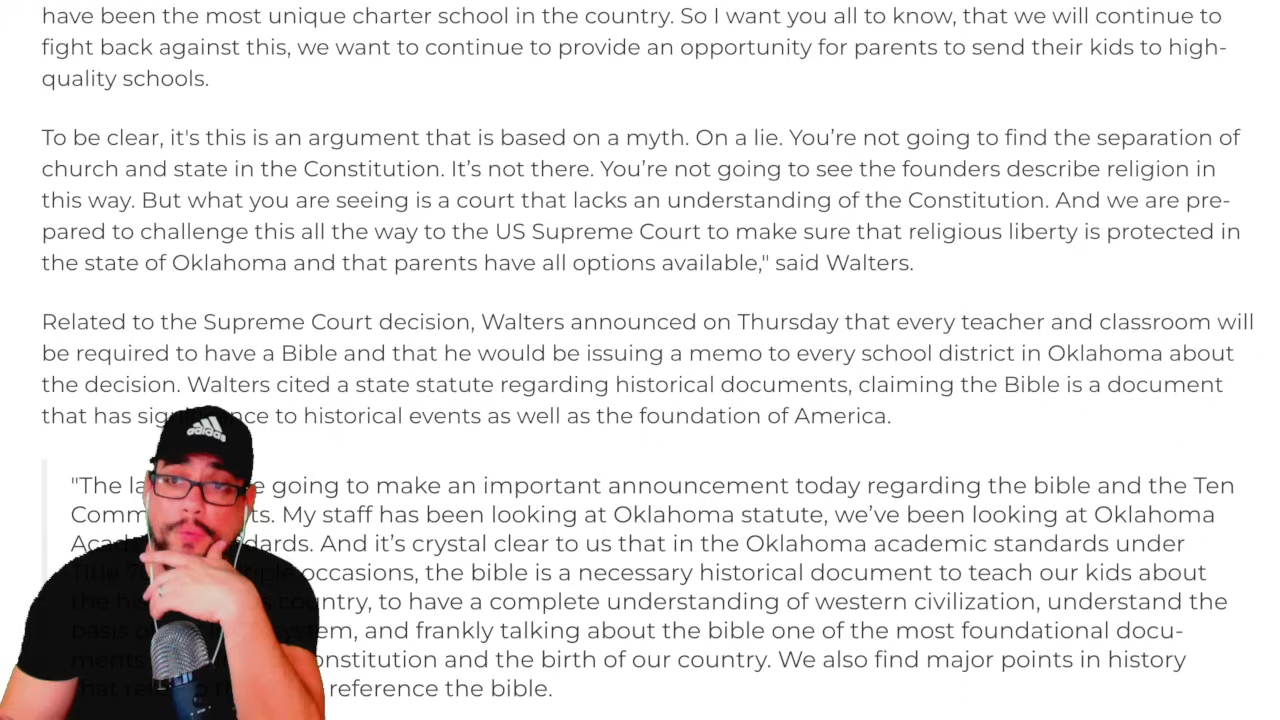 have been the most unique charter school in the country. So I want you all to know, that we will continue to
fight back against this, we want to continue to provide an opportunity for parents to send their kids to high-
quality schools.
To be clear, it's this is an argument that is based on a myth. On a lie. You’re not going to find the separation of
church and state in the Constitution. It’s not there. You’re not going to see the founders describe religion in
this way. But what you are seeing is a court that lacks an understanding of the Constitution. And we are pre-
pared to challenge this all the way to the US Supreme Court to make sure that religious liberty is protected in
the state of Oklahoma and that parents have all options available," said Walters.
Related to the Supreme Court decision, Walters announced on Thursday that every teacher and classroom will
be required to have a Bible and that he would be issuing a memo to every school district in Oklahoma about
the decision. Walters cited a state statute regarding historical documents, claiming the Bible is a document
that has significance to historical events as well as the foundation of America.
"The going to make an important announcement today regarding the bible and the Ten
My staff has been looking at Oklahoma statute, we’ve been looking at Oklahoma
And it’s crystal clear to us that in the Oklahoma academic standards under
Title occasions, the bible is a necessary historical document to teach our kids about
the country, to have a complete understanding of western civilization, understand the
basis and frankly talking about the bible one of the most foundational docu-
ments Constitution and the birth of our country. We also find major points in history
that reference the bible.
adidas